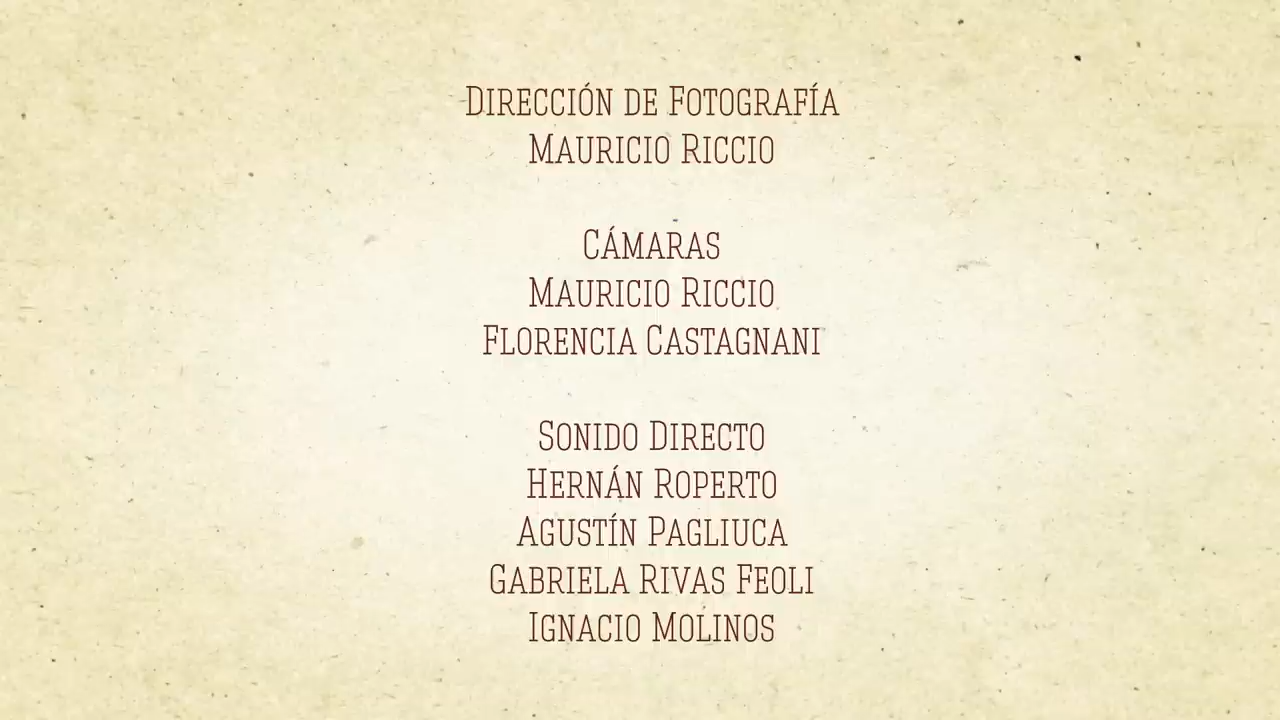 Dirección de Fotografía
Mauricio Riccio
Cámaras
Mauricio Riccio
Florencia Castagnani
Sonido Directo
Hernán Roperto
Agustín Pagliuca
Gabriela Rivas Feoli
Ignacio Molinos